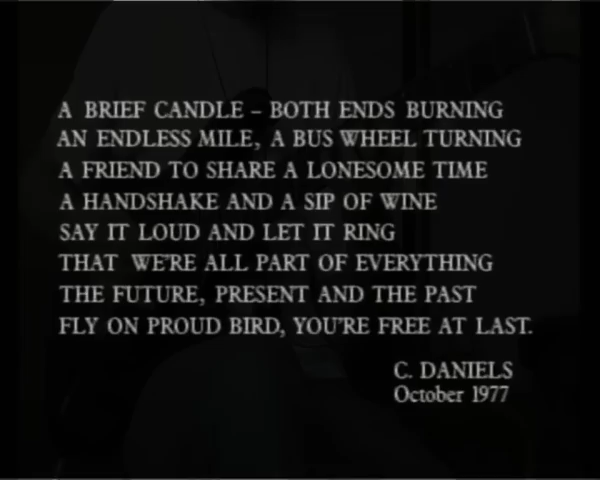 A BRIEF CANDLE – BOTH ENDS BURNING
AN ENDLESS MILE, A BUS WHEEL TURNING
A FRIEND TO SHARE A LONESOME TIME
A HANDSHAKE AND A SIP OF WINE
SAY IT LOUD AND LET IT RING
THAT WE'RE ALL PART OF EVERYTHING
THE FUTURE, PRESENT AND THE PAST
FLY ON PROUD BIRD, YOU'RE FREE AT LAST.
C. DANIELS
October 1977